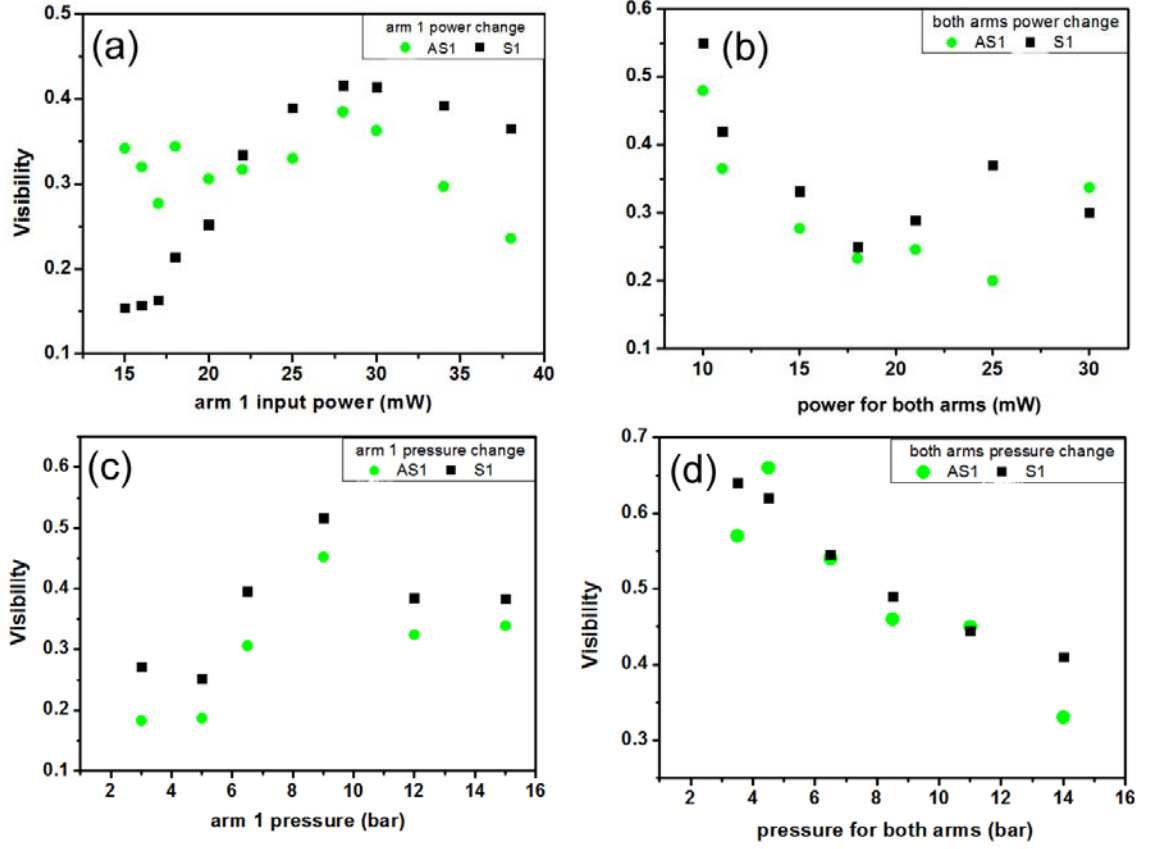 (a)
arm 1 power change
AS1 S1
0.5
0.4
0.3
0.2
0.1
Visibility
15 20 25 30 35 40
arm 1 input power (mW)
(b)
both arms power change
AS1 S1
0.6
0.5
0.4
0.3
0.2
0.1
10 15 20 25 30
power for both arms (mW)
(c)
arm 1 pressure change
AS1 S1
0.6
0.5
0.4
0.3
0.2
0.1
Visibility
2 4 6 8 10 12 14 16
arm 1 pressure (bar)
(d)
both arms pressure change
AS1 S1
0.7
0.6
0.5
0.4
0.3
Visibility
2 4 6 8 10 12 14 16
pressure for both arms (bar)